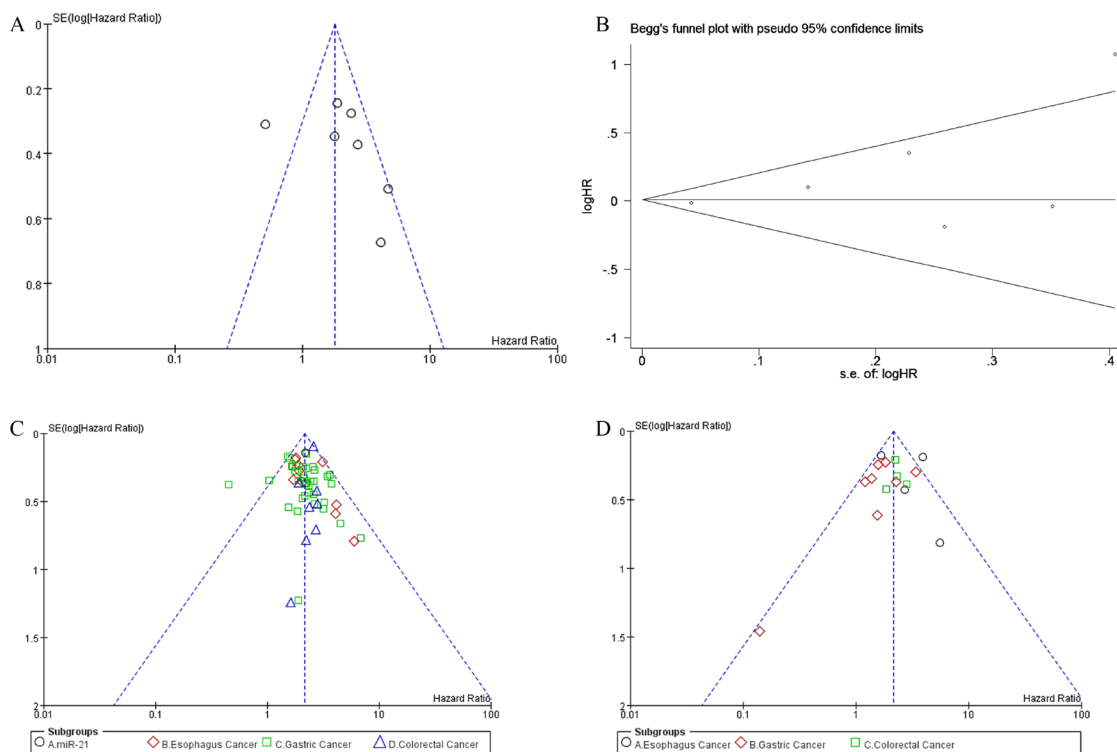 A
SE(log[Hazard Ratio])
0
0.2
0.4
0.6
0.8
1
0.01 0.1 1 10 100
Hazard Ratio
B
Begg's funnel plot with pseudo 95% confidence limits
logHR
1
.5
0
-.5
-1
0 .1 .2 .3 .4
s.e. of: logHR
C
SE(log[Hazard Ratio])
0
0.5
1
1.5
2
0.01 0.1 1 10 100
Hazard Ratio
Subgroups
A.miR-21 B.Esophagus Cancer C.Gastric Cancer D.Colorectal Cancer
D
SE(log[Hazard Ratio])
0
0.5
1
1.5
2
0.01 0.1 1 10 100
Hazard Ratio
Subgroups
A.Esophagus Cancer B.Gastric Cancer C.Colorectal Cancer